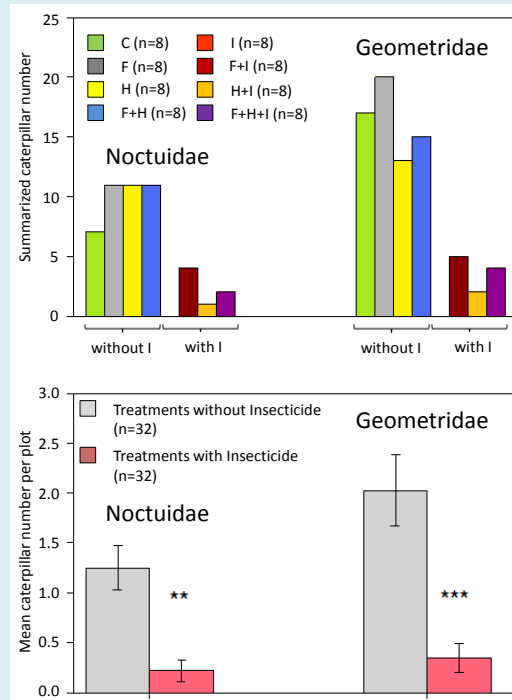 25
20
15
10
5
0
Summarized caterpillar number
C (n=8)
F (n=8)
H (n=8)
F+H (n=8)
I (n=8)
F+I (n=8)
H+I (n=8)
F+H+I (n=8)
Noctuidae
Geometridae
without I
with I
without I
with I
3.0
2.5
2.0
1.5
1.0
0.5
0.0
Mean caterpillar number per plot
Treatments without Insecticide
(n=32)
Treatments with Insecticide
(n=32)
Noctuidae
Geometridae
**
***